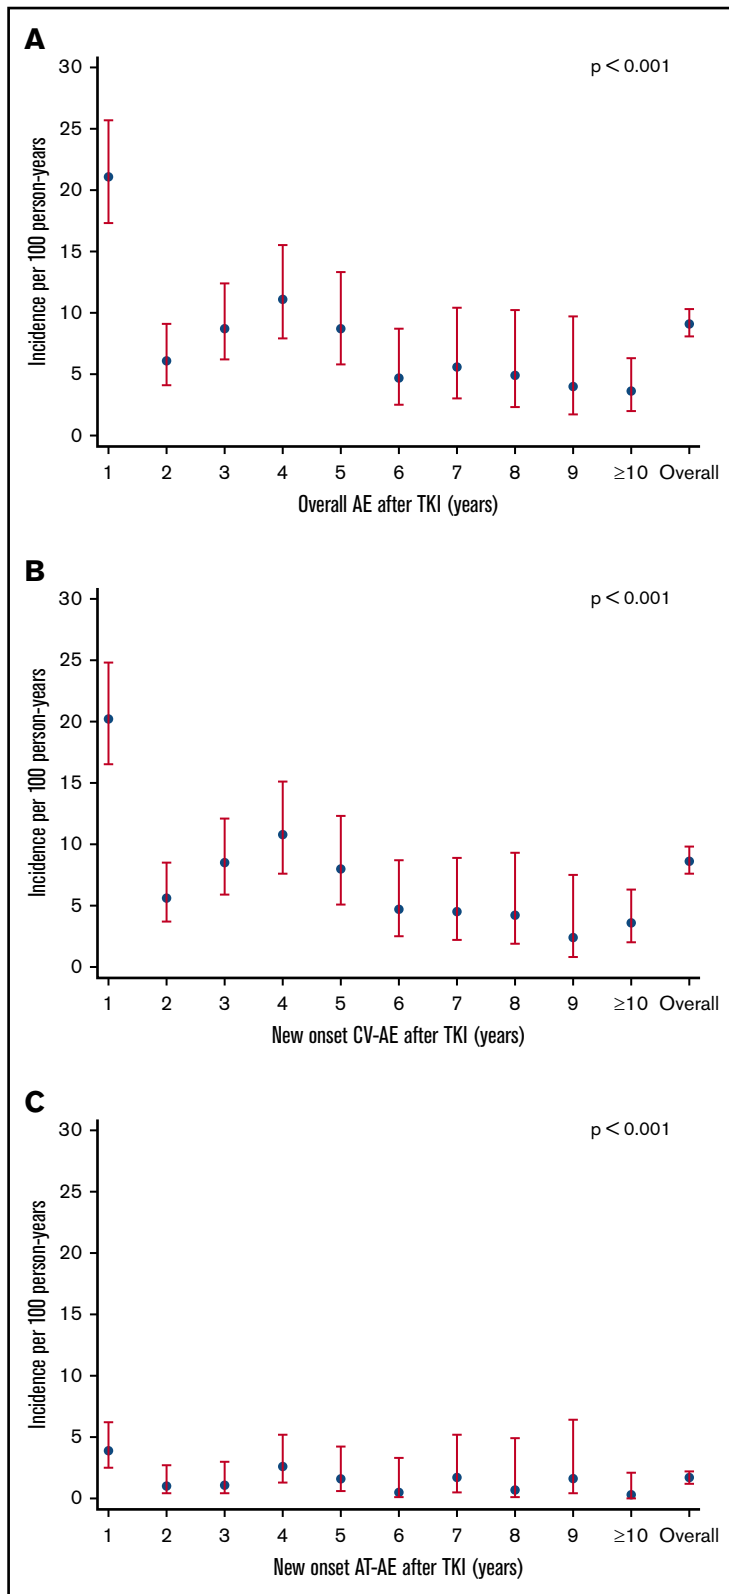 A
p < 0.001
Incidence per 100 person-years
30
25
20
15
10
5
0
1 2 3 4 5 6 7 8 9 ≥10 Overall
Overall AE after TKI (years)
B
p < 0.001
Incidence per 100 person-years
30
25
20
15
10
5
0
1 2 3 4 5 6 7 8 9 ≥10 Overall
New onset CV-AE after TKI (years)
C
p < 0.001
Incidence per 100 person-years
30
25
20
15
10
5
0
1 2 3 4 5 6 7 8 9 ≥10 Overall
New onset AT-AE after TKI (years)